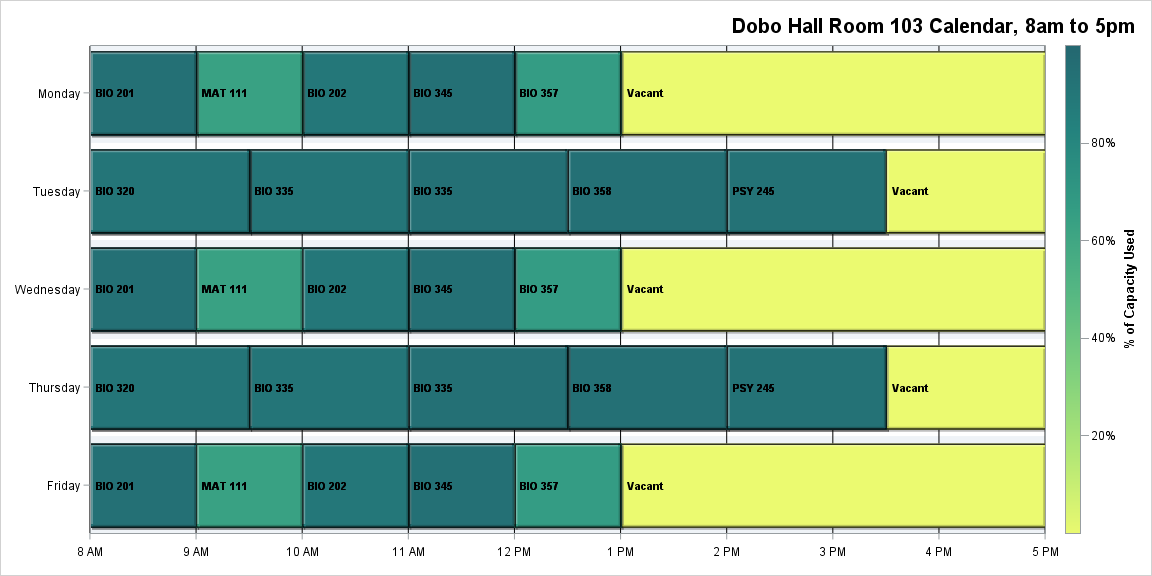 Dobo Hall Room 103 Calendar, 8am to 5pm
Monday BIO 201 MAT 111 BIO 202 BIO 345 BIO 357 Vacant
80%
Tuesday BIO 320 BIO 335 BIO 335 BIO 358 PSY 245 Vacant
60%
% of Capacity Used
Wednesday BIO 201 MAT 111 BIO 202 BIO 345 BIO 357 Vacant
40%
Thursday BIO 320 BIO 335 BIO 335 BIO 358 PSY 245 Vacant
20%
Friday BIO 201 MAT 111 BIO 202 BIO 345 BIO 357 Vacant
8 AM 9 AM 10 AM 11 AM 12 PM 1 PM 2 PM 3 PM 4 PM 5 PM